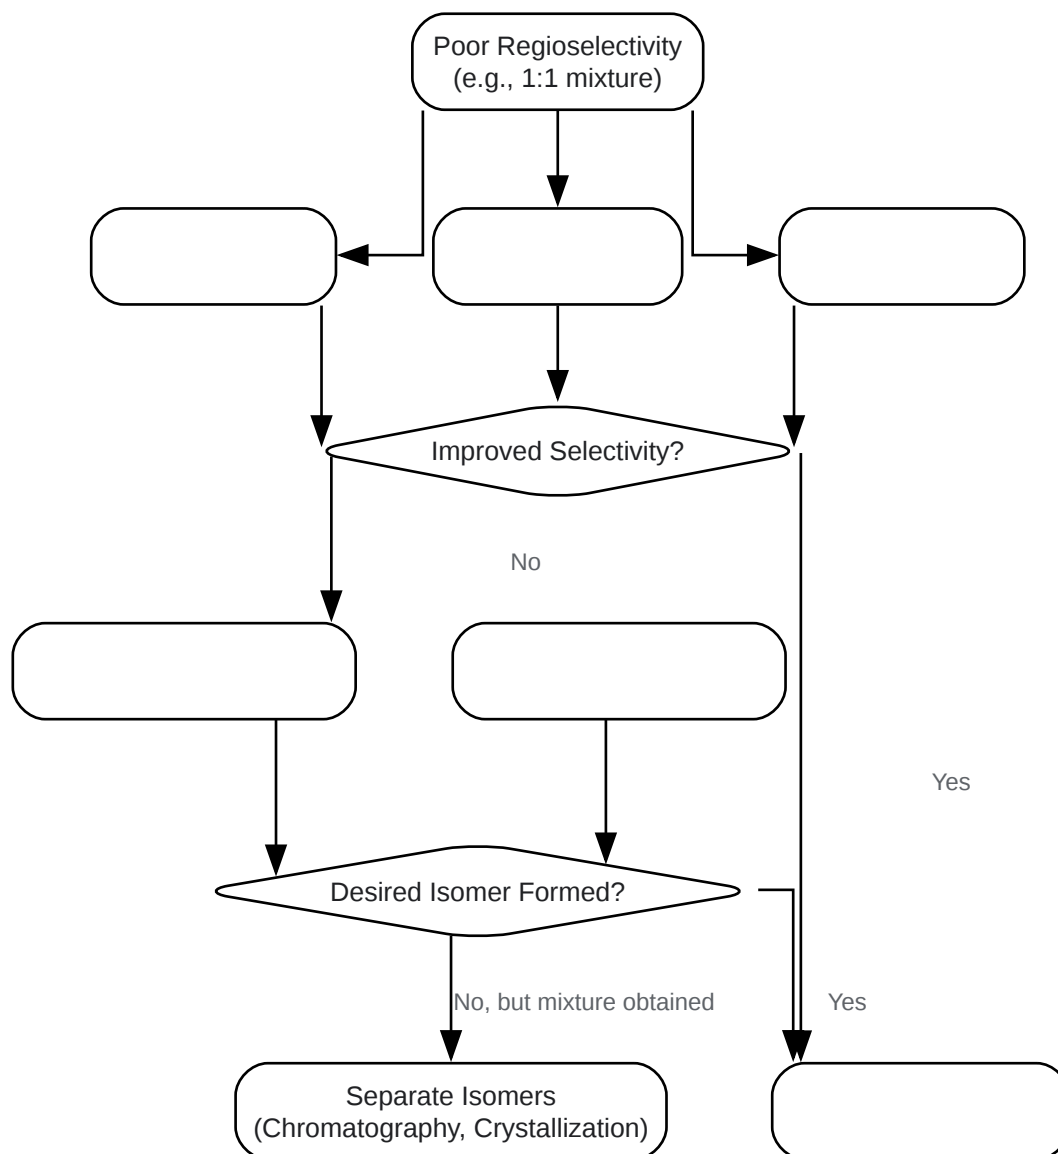 Poor Regioselectivity
(e.g., 1:1 mixture)
Improved Selectivity?
No
Yes
Desired Isomer Formed?
No, but mixture obtained
Yes
Separate Isomers
(Chromatography, Crystallization)